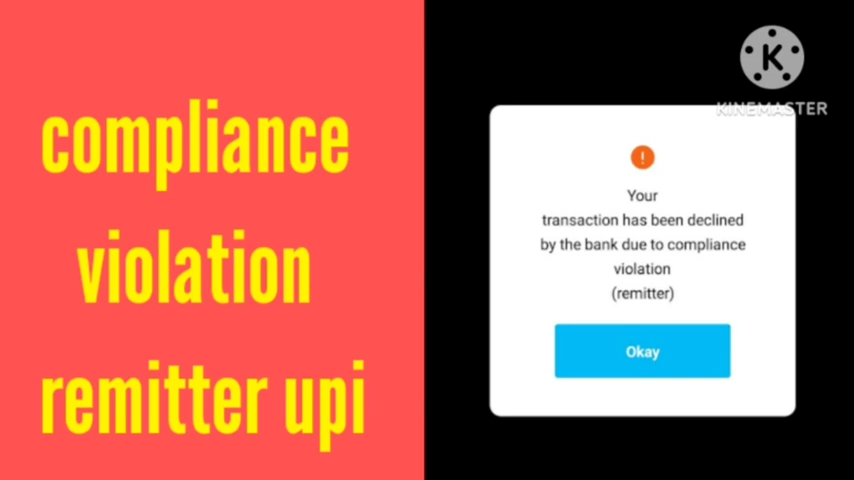 compliance
violation
remitter upi
K
KINEMASTER
!
Your
transaction has been declined
by the bank due to compliance
violation
(remitter)
Okay